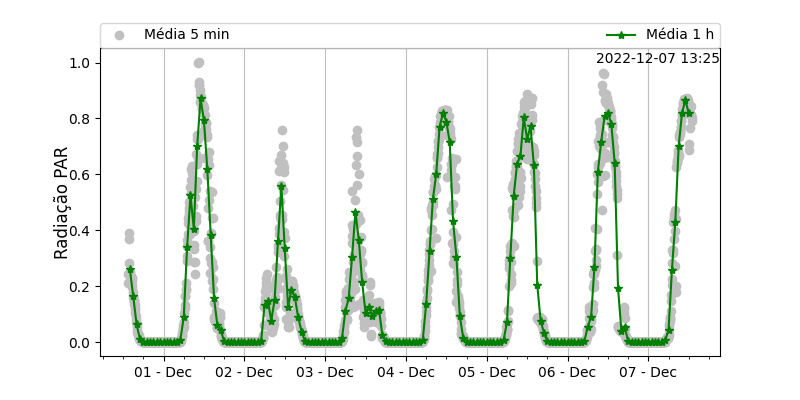 Média 5 min
Média 1 h
2022-12-07 13:25
Radiação PAR
1.0
0.8
0.6
0.4
0.2
0.0
01 - Dec
02 - Dec
03 - Dec
04 - Dec
05 - Dec
06 - Dec
07 - Dec